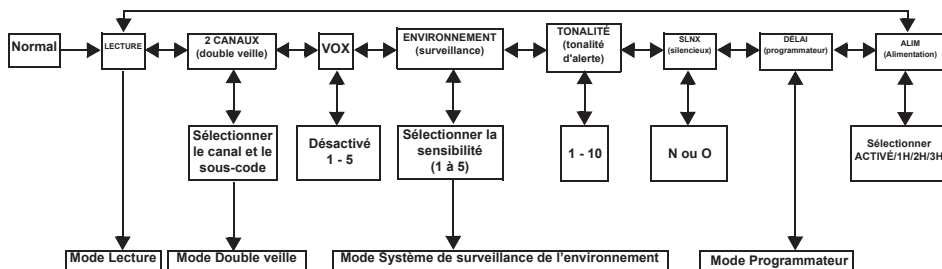 Normal
LECTURE
2 CANAUX
(double veille)
VOX
ENVIRONNEMENT
(surveillance)
TONALITÉ
(tonalité
d'alerte)
SLNX
(silencieux)
DÉLAI
(programmateur)
ALIM
(Alimentation)
Sélectionner
le canal et le
sous-code
Désactivé
1 - 5
Sélectionner la
sensibilité
(1 à 5)
1 - 10
N ou O
Sélectionner
ACTIVÉ/1H/2H/3H
Mode Lecture
Mode Double veille
Mode Système de surveillance de l'environnement
Mode Programmateur